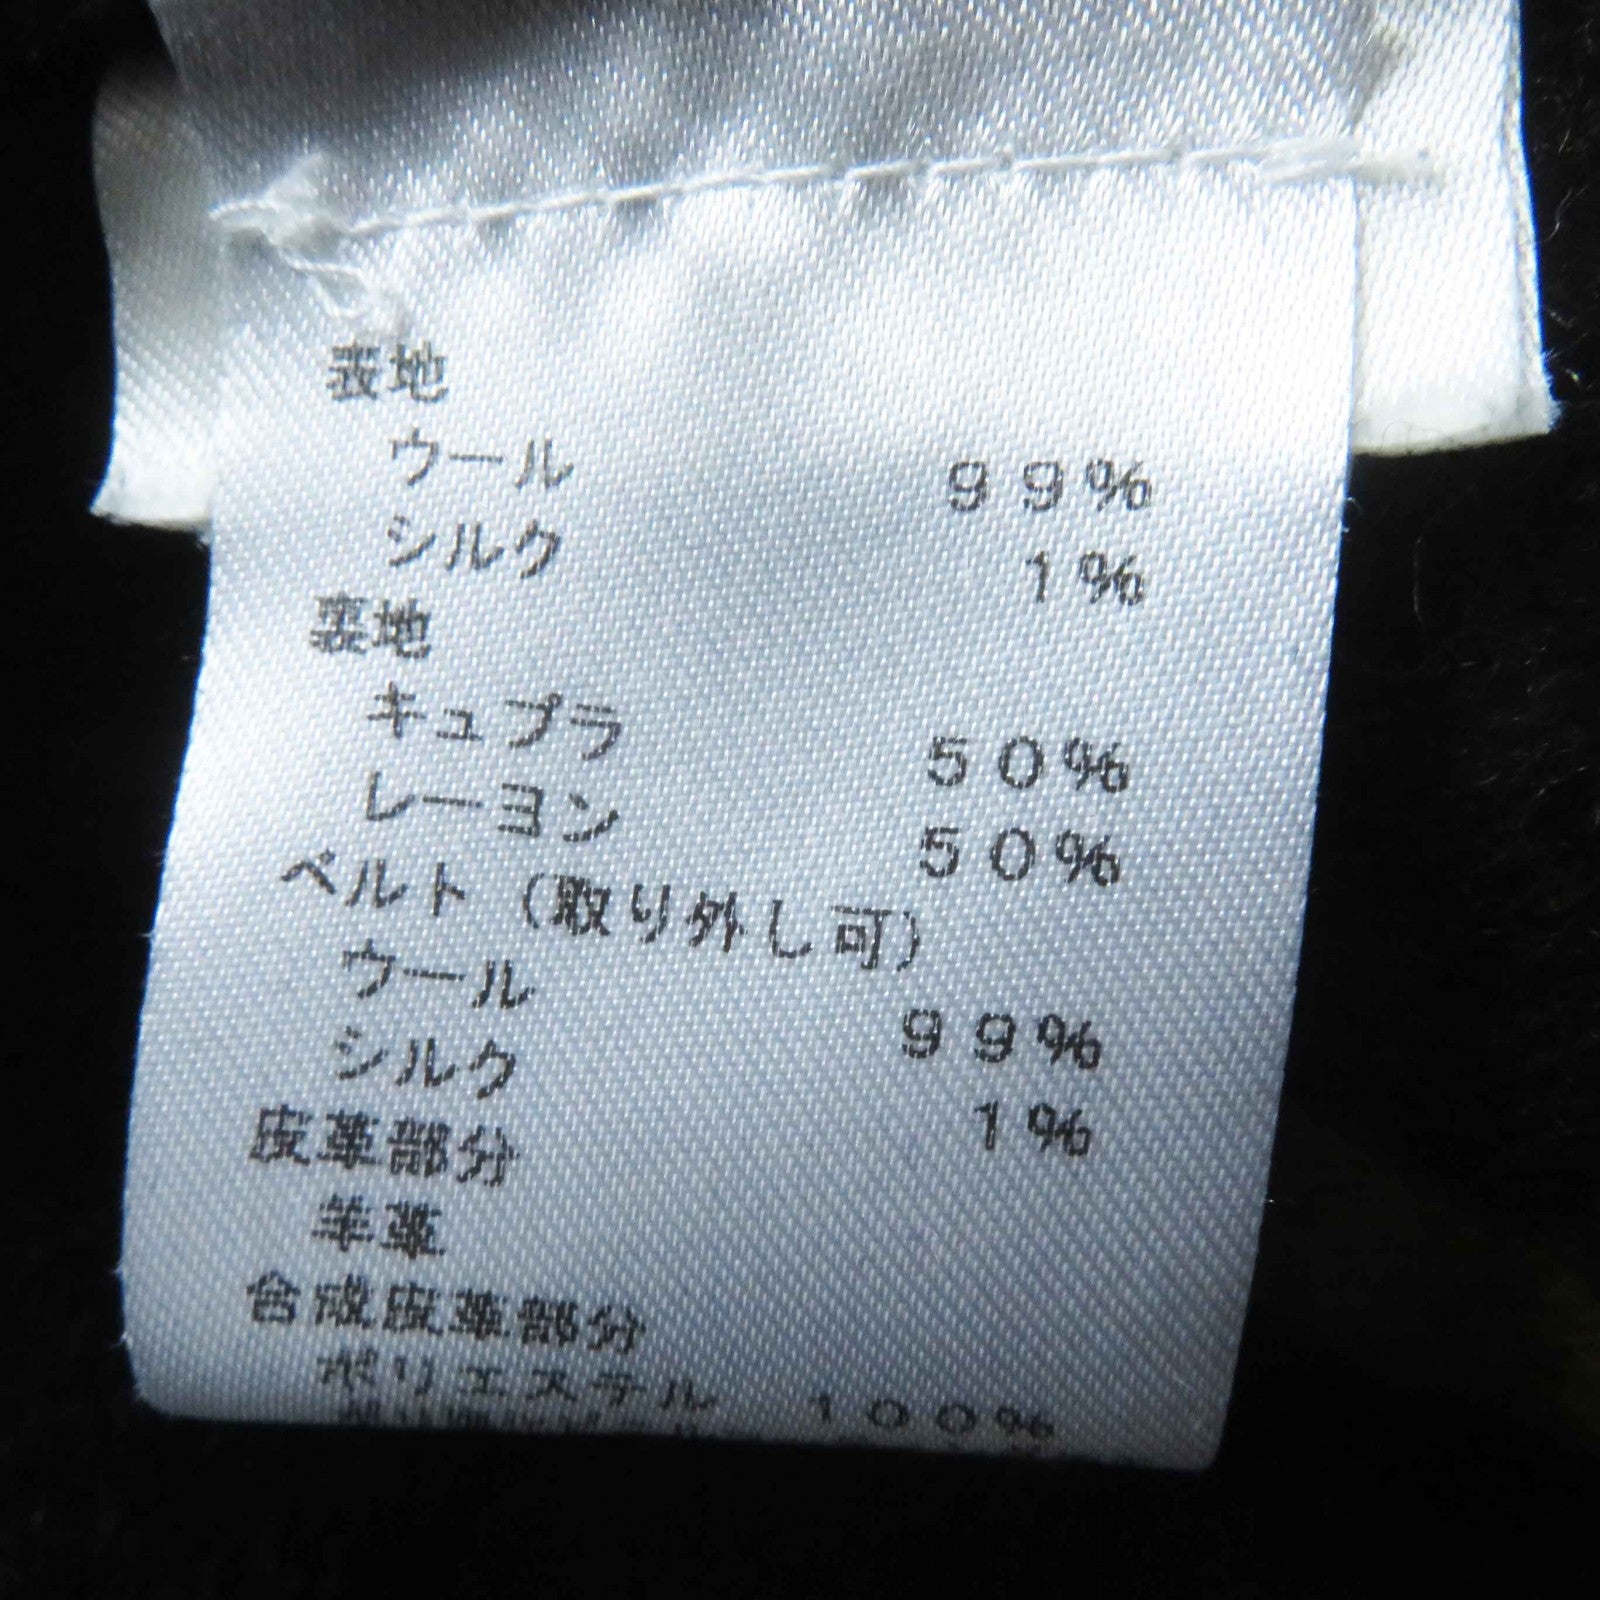 表地
ウール 99%
シルク 1%
裏地
キュプラ 50%
レーヨン 50%
ベルト(取り外し可)
ウール 99%
シルク 1%
皮革部分
羊革
合成皮革部分
ポリエステル 100%